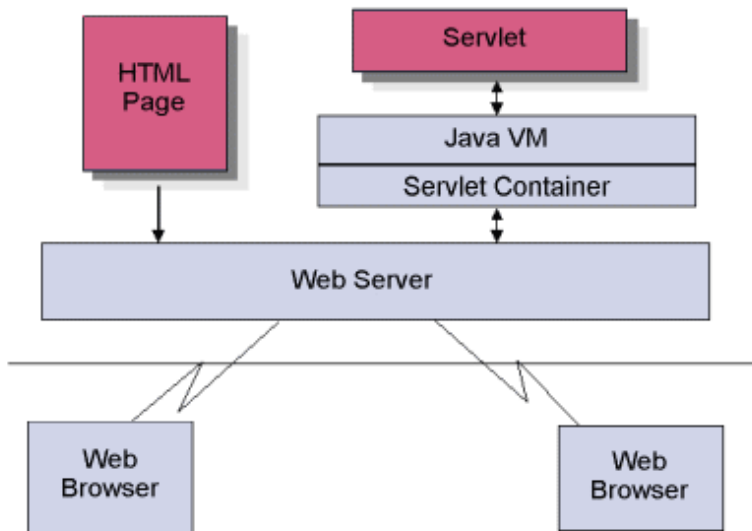 HTML
Page
Servlet
Java VM
Servlet Container
Web Server
Web
Browser
Web
Browser